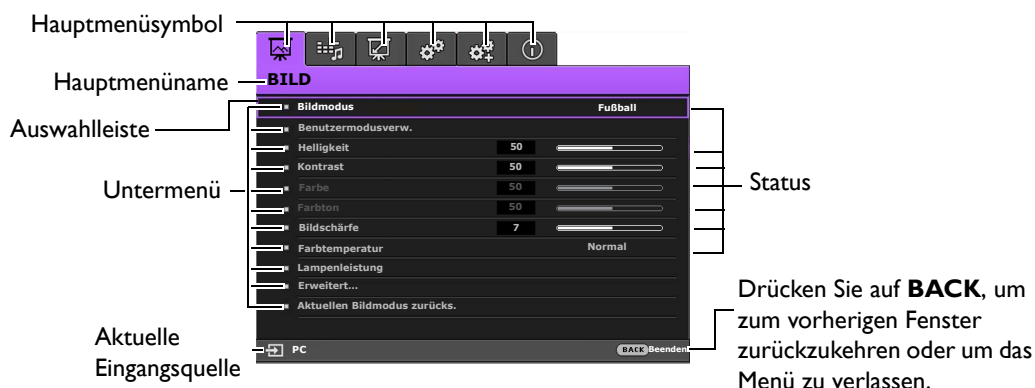 Hauptmenüsymbol
Hauptmenüname
BILD
Auswahlleiste
Bildmodus Fußball
Benutzermodusverw.
Helligkeit 50
Kontrast 50
Untermenü
Farbe 50
Status
Farbton 50
Bildschärfe 7
Farbtemperatur Normal
Lampenleistung
Erweitert...
Aktuellen Bildmodus zurücks.
Aktuelle
Eingangsquelle
PC
BACK Beenden
Drücken Sie auf BACK, um
zum vorherigen Fenster
zurückzukehren oder um das
Menü zu verlassen.